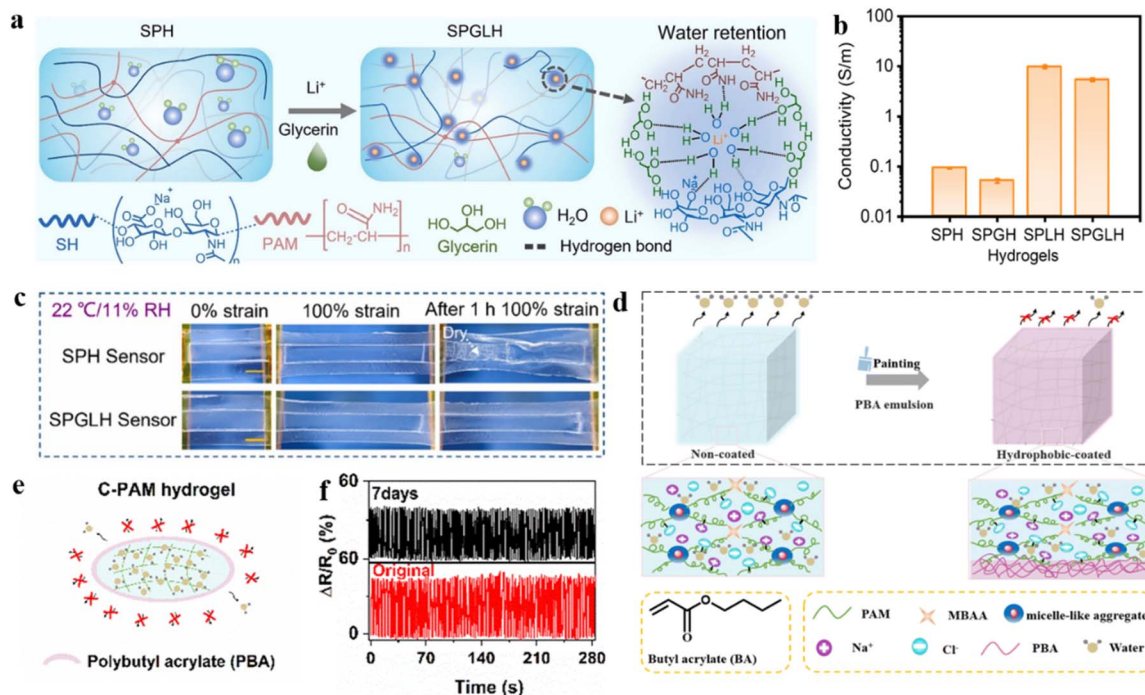 a
SPH
SPGLH
Water retention
Li⁺
Glycerin
SH
PAM
Glycerin
H₂O
Li⁺
Hydrogen bond
b
Conductivity (S/m)
100
10
1
0.1
0.01
SPH SPGH SPLH SPGLH
Hydrogels
c
22 ℃/11% RH
0% strain
100% strain
After 1 h 100% strain
SPH Sensor
Dry
SPGLH Sensor
d
Painting
PBA emulsion
Non-coated
Hydrophobic-coated
Butyl acrylate (BA)
PAM
MBAA
micelle-like aggregate
Na⁺
Cl⁻
PBA
Water
e
C-PAM hydrogel
Polybutyl acrylate (PBA)
f
ΔR/R₀ (%)
60
7days
60
Original
0
0 70 140 210 280
Time (s)